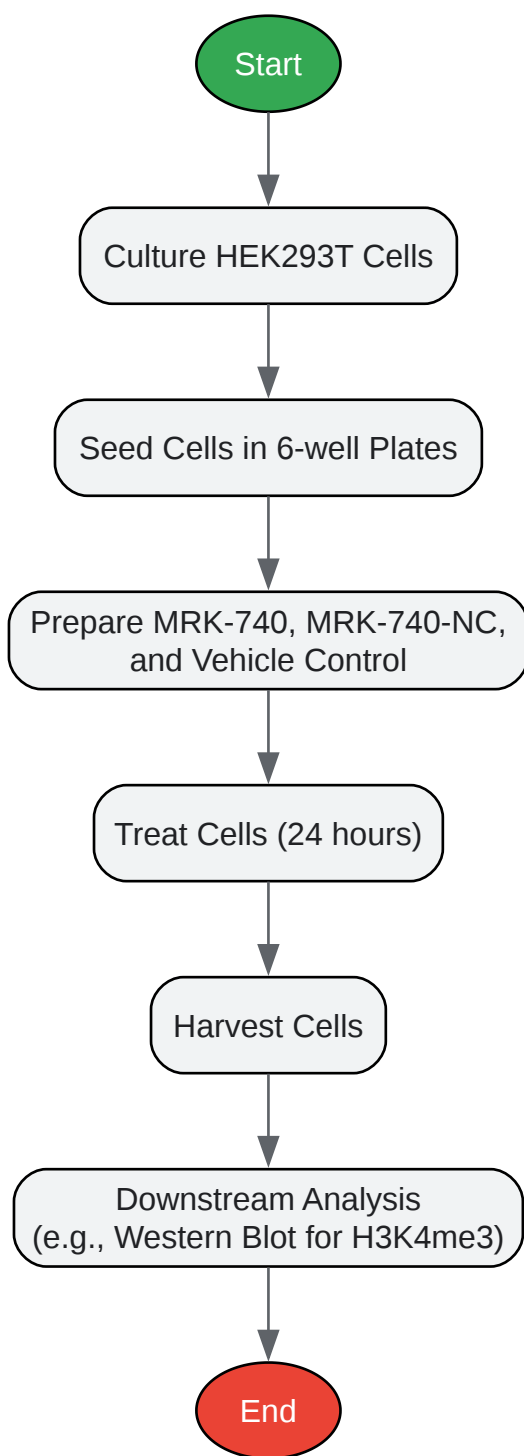 Start
Culture HEK293T Cells
Seed Cells in 6-well Plates
Prepare MRK-740, MRK-740-NC,
and Vehicle Control
Treat Cells (24 hours)
Harvest Cells
Downstream Analysis
(e.g., Western Blot for H3K4me3)
End